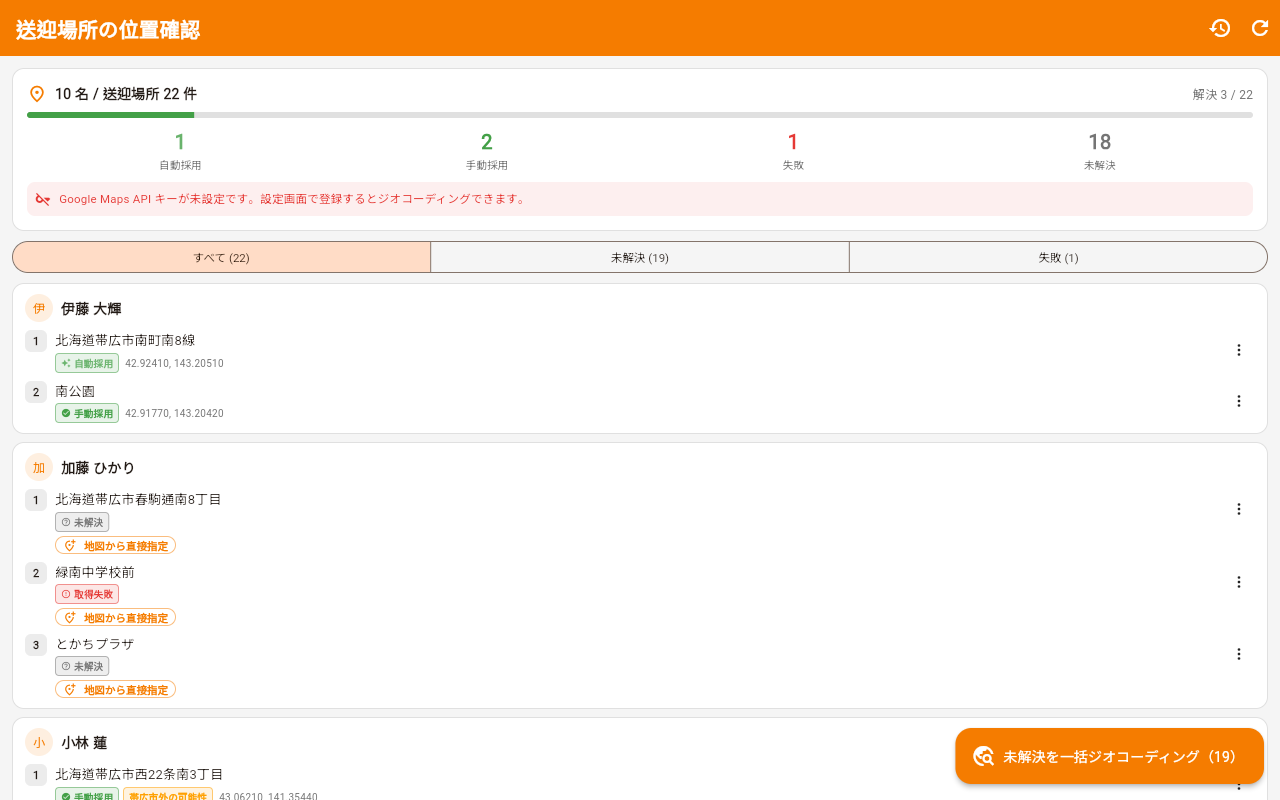 送迎場所の位置確認
10 名 / 送迎場所 22 件
解決 3 / 22
1
自動採用
2
手動採用
1
失敗
18
未解決
Google Maps API キーが未設定です。設定画面で登録するとジオコーディングできます。
すべて (22)
未解決 (19)
失敗 (1)
伊
伊藤 大輝
1
北海道帯広市南町南8線
自動採用
42.92410, 143.20510
2
南公園
手動採用
42.91770, 143.20420
加
加藤 ひかり
1
北海道帯広市春駒通南8丁目
未解決
地図から直接指定
2
緑南中学校前
取得失敗
地図から直接指定
3
とかちプラザ
未解決
地図から直接指定
小
小林 蓮
1
北海道帯広市西22条南3丁目
手動採用
帯広市外の可能性
43.06210, 141.35440
未解決を一括ジオコーディング（19）